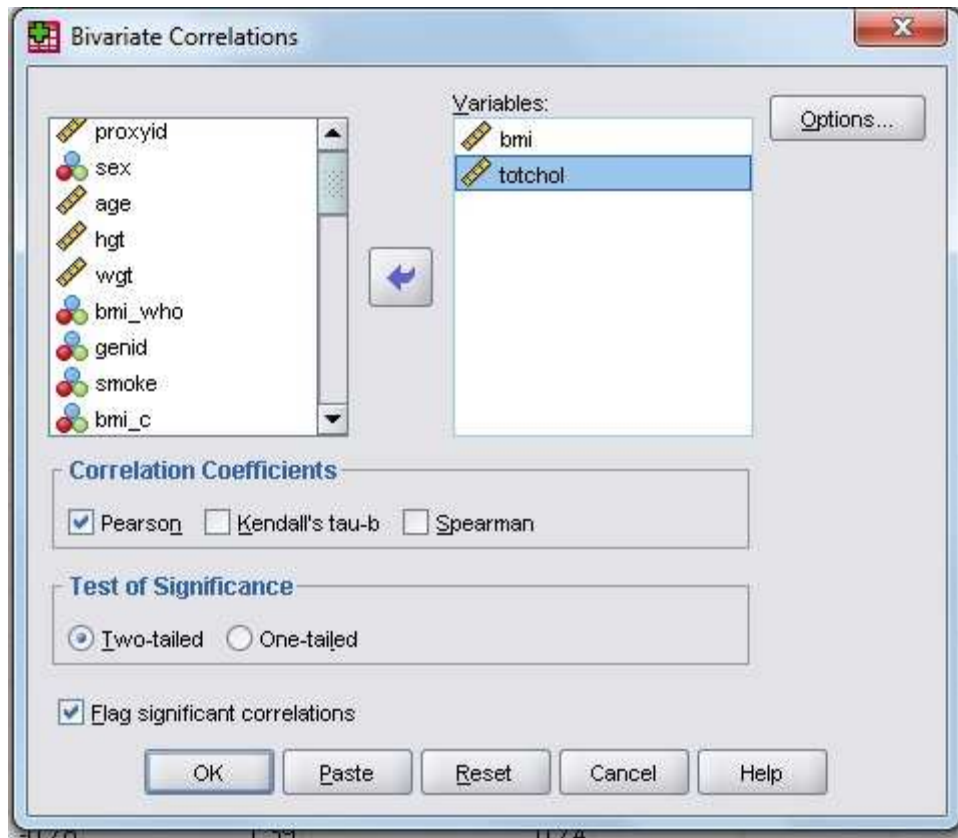 Bivariate Correlations
Variables:
proxyid
sex
age
hgt
wgt
bmi_who
genid
smoke
bmi_c
bmi
totchol
Options...
Correlation Coefficients
Pearson Kendall's tau-b Spearman
Test of Significance
Two-tailed One-tailed
Flag significant correlations
OK Paste Reset Cancel Help